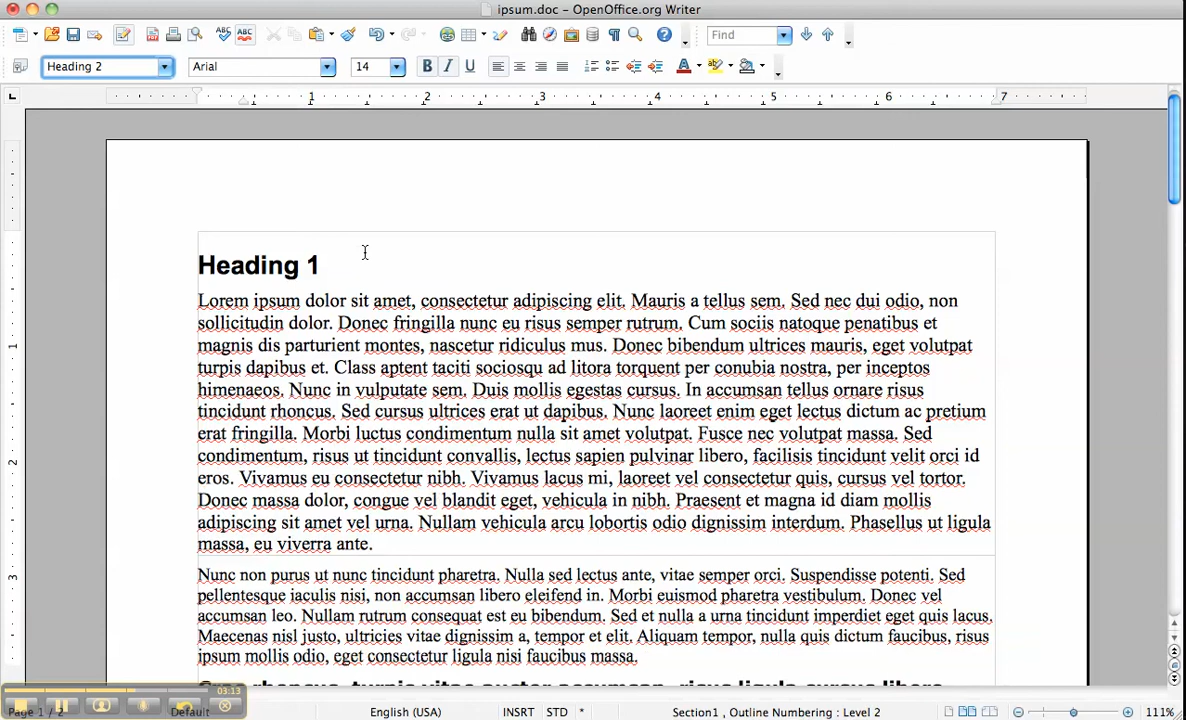 ipsum.doc – OpenOffice.org Writer
Find
Heading 2
Arial
14
B I U
1 2 3 4 5 6 7
Heading 1
Lorem ipsum dolor sit amet, consectetur adipiscing elit. Mauris a tellus sem. Sed nec dui odio, non
sollicitudin dolor. Donec fringilla nunc eu risus semper rutrum. Cum sociis natoque penatibus et
magnis dis parturient montes, nascetur ridiculus mus. Donec bibendum ultrices mauris, eget volutpat
turpis dapibus et. Class aptent taciti sociosqu ad litora torquent per conubia nostra, per inceptos
himenaeos. Nunc in vulputate sem. Duis mollis egestas cursus. In accumsan tellus ornare risus
tincidunt rhoncus. Sed cursus ultrices erat ut dapibus. Nunc laoreet enim eget lectus dictum ac pretium
erat fringilla. Morbi luctus condimentum nulla sit amet volutpat. Fusce nec volutpat massa. Sed
condimentum, risus ut tincidunt convallis, lectus sapien pulvinar libero, facilisis tincidunt velit orci id
eros. Vivamus eu consectetur nibh. Vivamus lacus mi, laoreet vel consectetur quis, cursus vel tortor.
Donec massa dolor, congue vel blandit eget, vehicula in nibh. Praesent et magna id diam mollis
adipiscing sit amet vel urna. Nullam vehicula arcu lobortis odio dignissim interdum. Phasellus ut ligula
massa, eu viverra ante.
Nunc non purus ut nunc tincidunt pharetra. Nulla sed lectus ante, vitae semper orci. Suspendisse potenti. Sed
pellentesque iaculis nisi, non accumsan libero eleifend in. Morbi euismod pharetra vestibulum. Donec vel
accumsan leo. Nullam rutrum consequat est eu bibendum. Sed et nulla a urna tincidunt imperdiet eget quis lacus.
Maecenas nisl justo, ultricies vitae dignissim a, tempor et elit. Aliquam tempor, nulla quis dictum faucibus, risus
ipsum mollis odio, eget consectetur ligula nisi faucibus massa.
1
2
3
03:13
Page 1 / 2
Default
English (USA)
INSRT
STD
*
Section1 , Outline Numbering : Level 2
111%